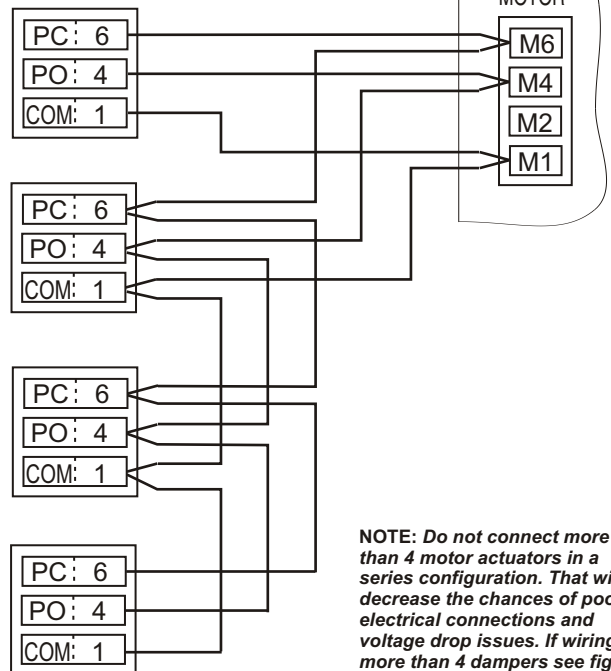 MOTOR
PC 6
PO 4
COM 1
M6
M4
M2
M1
PC 6
PO 4
COM 1
PC 6
PO 4
COM 1
PC 6
PO 4
COM 1
NOTE: Do not connect more
than 4 motor actuators in a
series configuration. That
decrease the chances of
electrical connections and
voltage drop issues. If wiring
more than 4 dampers see